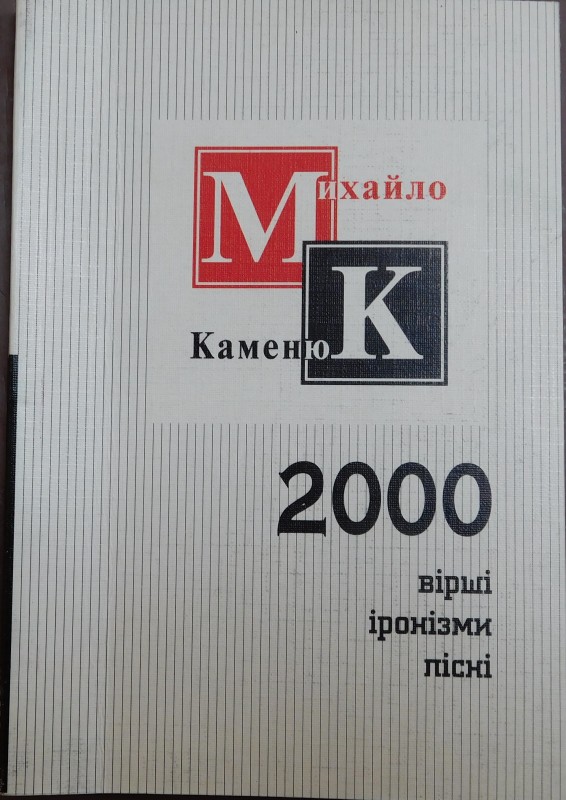 Михайло
Каменюк
2000
вірші
іронізми
пісні